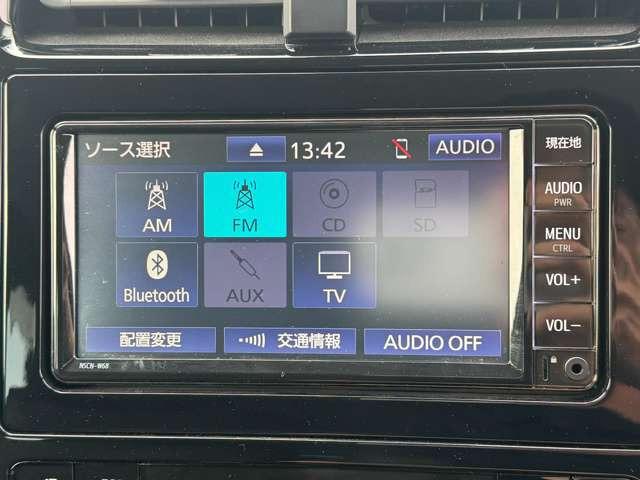 ソース選択 13:42 AUDIO
AM FM CD SD
Bluetooth AUX TV
配置変更 交通情報 AUDIO OFF
NSCN-W68
現在地
AUDIO
PWR
MENU
CTRL
VOL+
VOL−